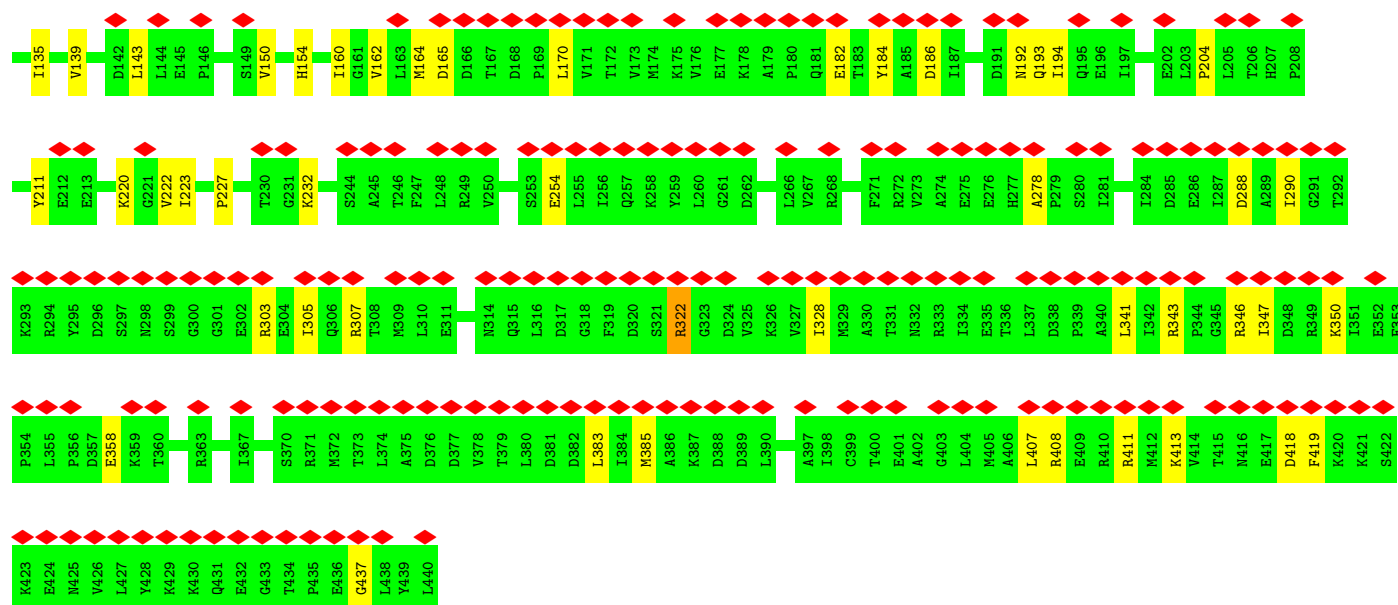 I135 V139 D142 L143 L144 E145 P146 S149 V150 H154 I160 G161 V162 L163 M164 D165 D166 T167 D168 P169 L170 V171 T172 V173 M174 K175 V176 E177 K178 A179 P180 Q181 E182 T183 Y184 A185 D186 I187 D191 N192 Q193 I194 Q195 E196 I197 E202 L203 P204 L205 T206 H207 P208
Y211 E212 E213 K220 G221 V222 I223 P227 T230 G231 K232 S244 A245 T246 F247 L248 R249 V250 S253 E254 L255 I256 Q257 K258 Y259 L260 G261 D262 L266 V267 R268 F271 R272 V273 A274 E275 E276 H277 A278 P279 S280 I281 I284 D285 E286 I287 D288 A289 I290 G291 T292
K293 R294 Y295 D296 S297 N298 S299 G300 G301 E302 R303 E304 I305 Q306 R307 T308 M309 L310 E311 N314 Q315 L316 D317 G318 F319 D320 S321 R322 G323 D324 V325 K326 V327 I328 M329 A330 T331 N332 R333 I334 E335 T336 L337 D338 P339 A340 L341 I342 R343 P344 G345 R346 I347 D348 R349 K350 I351 E352 F353
P354 L355 P356 D357 E358 K359 T360 R363 I367 S370 R371 M372 T373 L374 A375 D376 D377 V378 T379 L380 D381 D382 L383 I384 M385 A386 K387 D388 D389 L390 A397 I398 C399 T400 E401 A402 G403 L404 M405 A406 L407 R408 E409 R410 R411 M412 K413 V414 T415 N416 E417 D418 F419 K420 K421 S422
K423 E424 N425 V426 L427 Y428 K429 K430 Q431 E432 G433 T434 P435 E436 G437 L438 Y439 L440